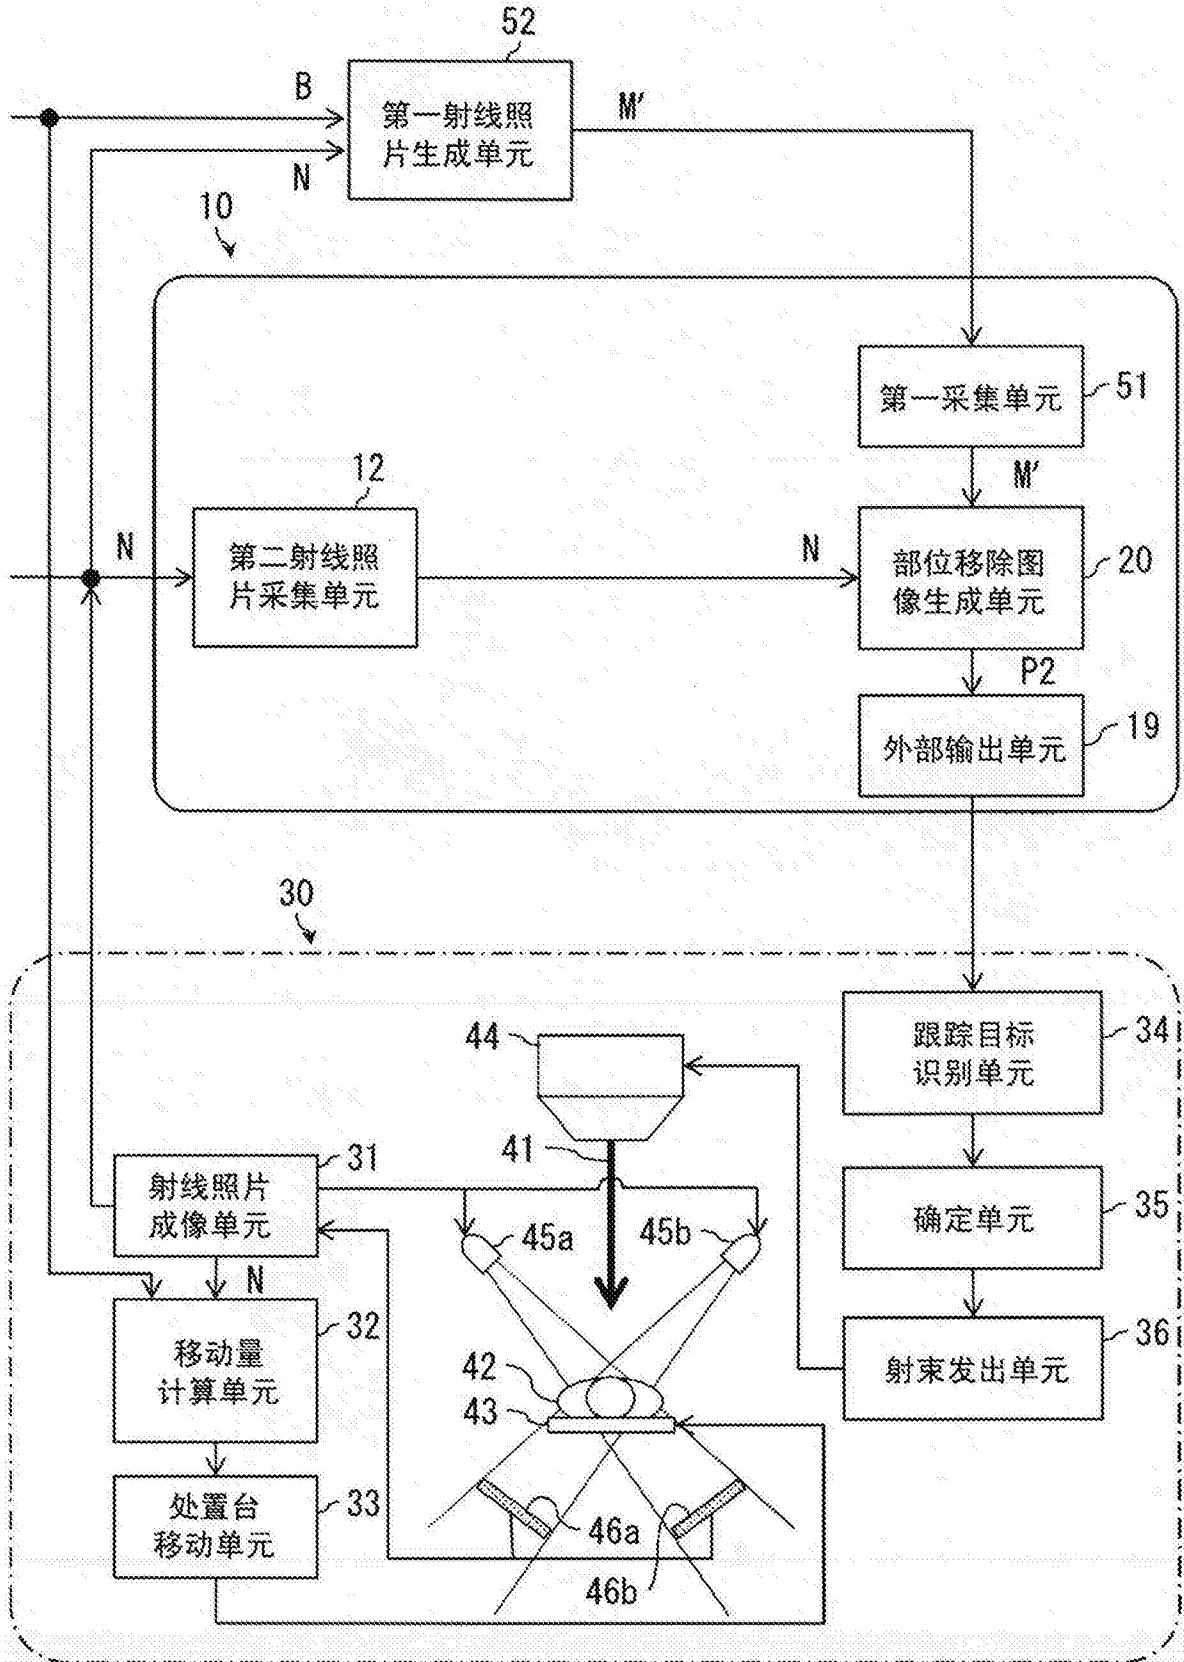 52
B
第一射线照
片生成单元
M′
N
10
第一采集单元
51
M′
12
N
第二射线照
片采集单元
N
部位移除图
像生成单元
20
P2
外部输出单元
19
30
44
跟踪目标
识别单元
34
41
31
射线照片
成像单元
45a
45b
确定单元
35
N
移动量
计算单元
32
42
43
射束发出单元
36
处置台
移动单元
33
46a
46b